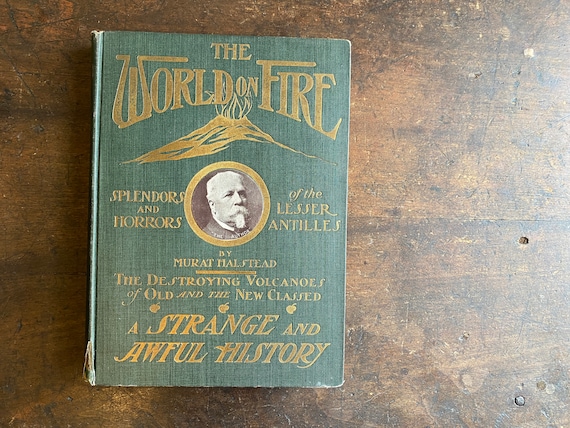 THE
WORLD ON FIRE
SPLENDORS AND HORRORS
of the LESSER ANTILLES
BY
MURAT HALSTEAD
THE DESTROYING VOLCANOES
of OLD AND THE NEW CLASSED
A STRANGE AND
AWFUL HISTORY